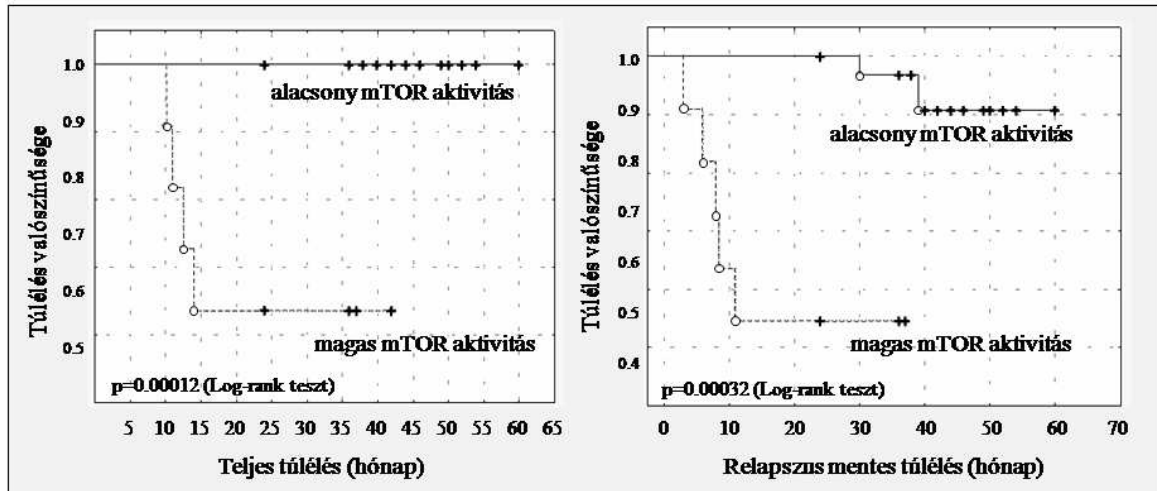 Túlélés valószínűsége
1.0
0.9
0.8
0.7
0.6
0.5
alacsony mTOR aktivitás
magas mTOR aktivitás
p=0.00012 (Log-rank teszt)
5 10 15 20 25 30 35 40 45 50 55 60 65
Teljes túlélés (hónap)
Túlélés valószínűsége
1.0
0.9
0.8
0.7
0.6
0.5
0.4
alacsony mTOR aktivitás
magas mTOR aktivitás
p=0.00032 (Log-rank teszt)
0 10 20 30 40 50 60 70
Relapszus mentes túlélés (hónap)